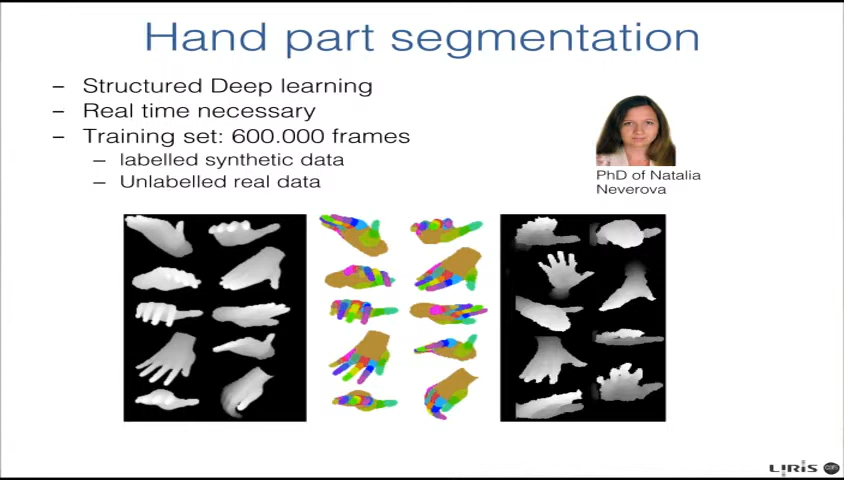 Hand part segmentation
– Structured Deep learning
– Real time necessary
– Training set: 600.000 frames
– labelled synthetic data
– Unlabelled real data
PhD of Natalia
Neverova
LIRIS